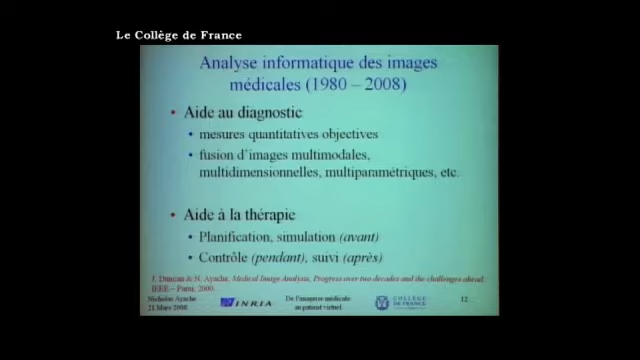 Le Collège de France
Analyse informatique des images
médicales (1980 – 2008)
• Aide au diagnostic
• mesures quantitatives objectives
• fusion d'images multimodales,
multidimensionnelles, multiparamétriques, etc.
• Aide à la thérapie
• Planification, simulation (avant)
• Contrôle (pendant), suivi (après)
J. Duncan & N. Ayache, Medical Image Analysis, Progress over two decades and the challenges ahead.
IEEE – Pami, 2000.
Nicholas Ayache
21 Mars 2008
INRIA
De l'imagerie médicale
au patient virtuel
COLLÈGE
DE FRANCE
12